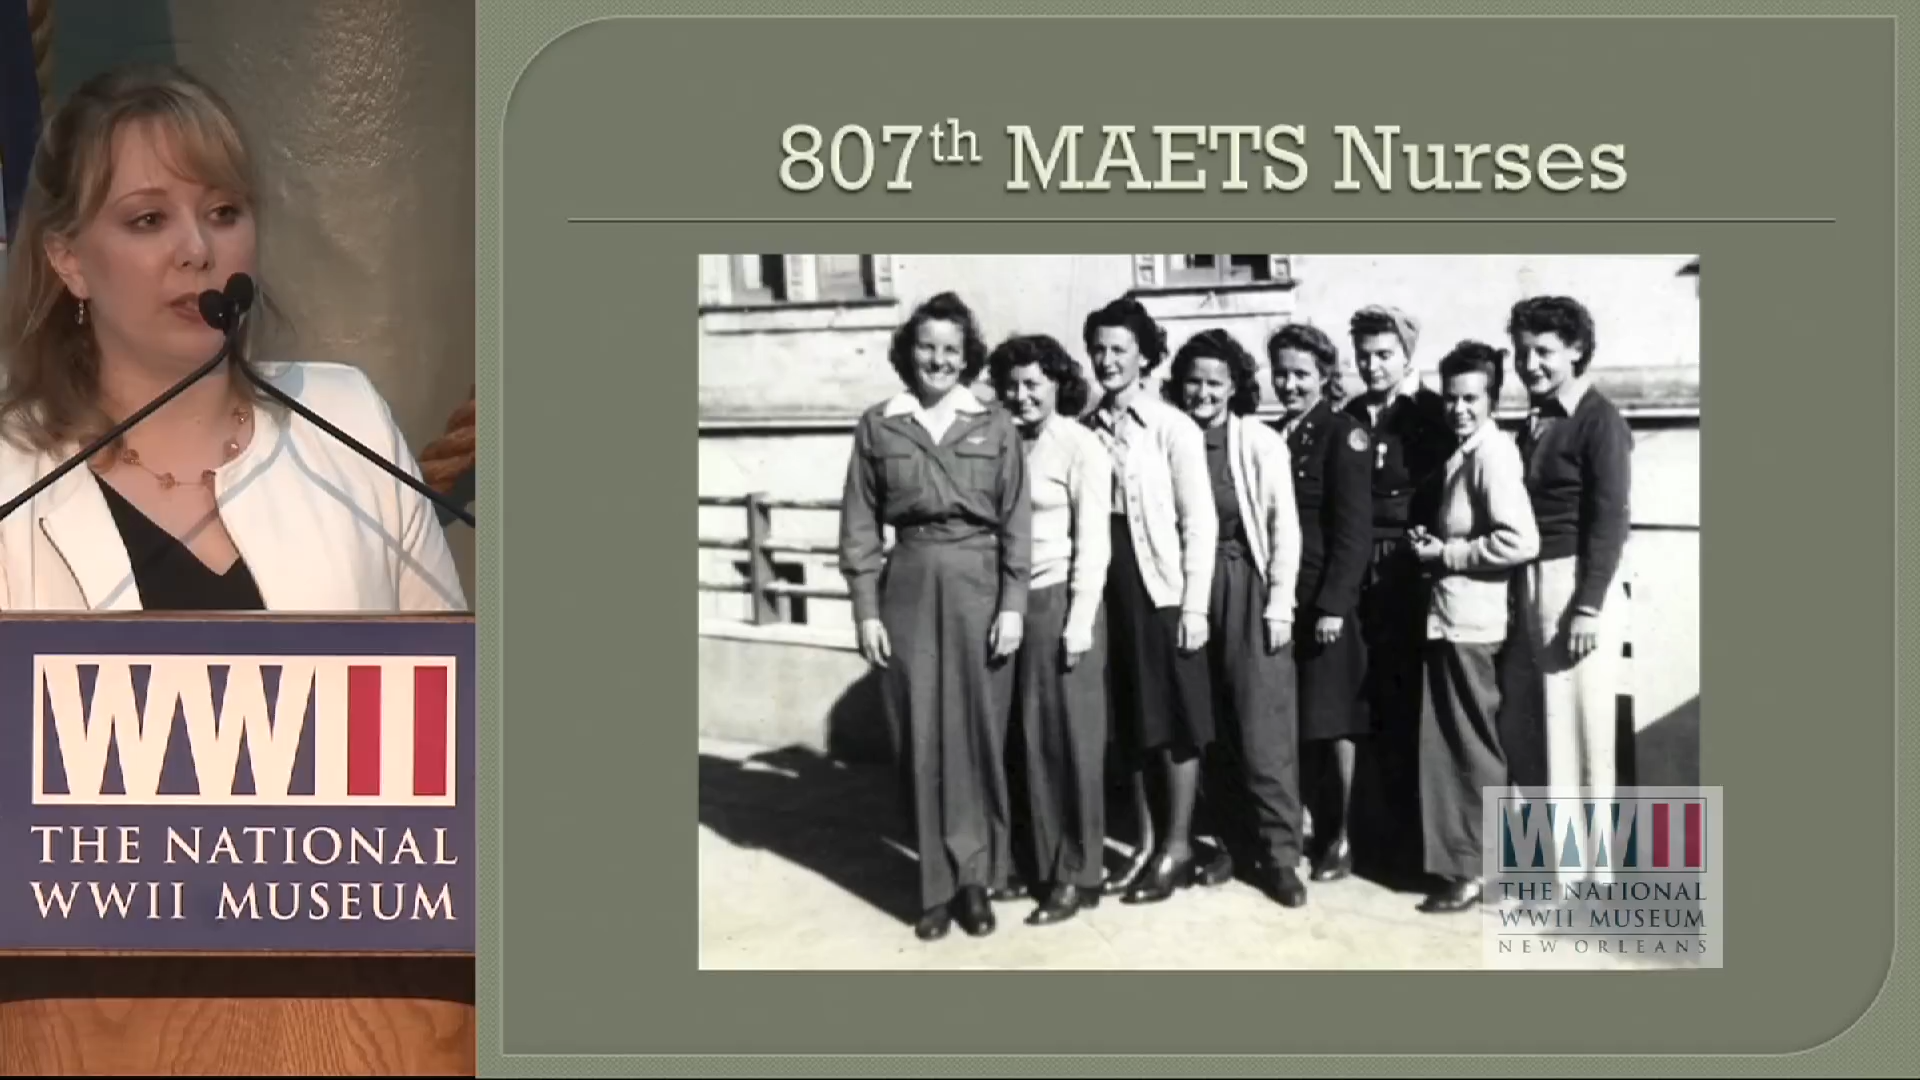 807th MAETS Nurses
WWII
THE NATIONAL
WWII MUSEUM
WWII
THE NATIONAL
WWII MUSEUM
NEW ORLEANS